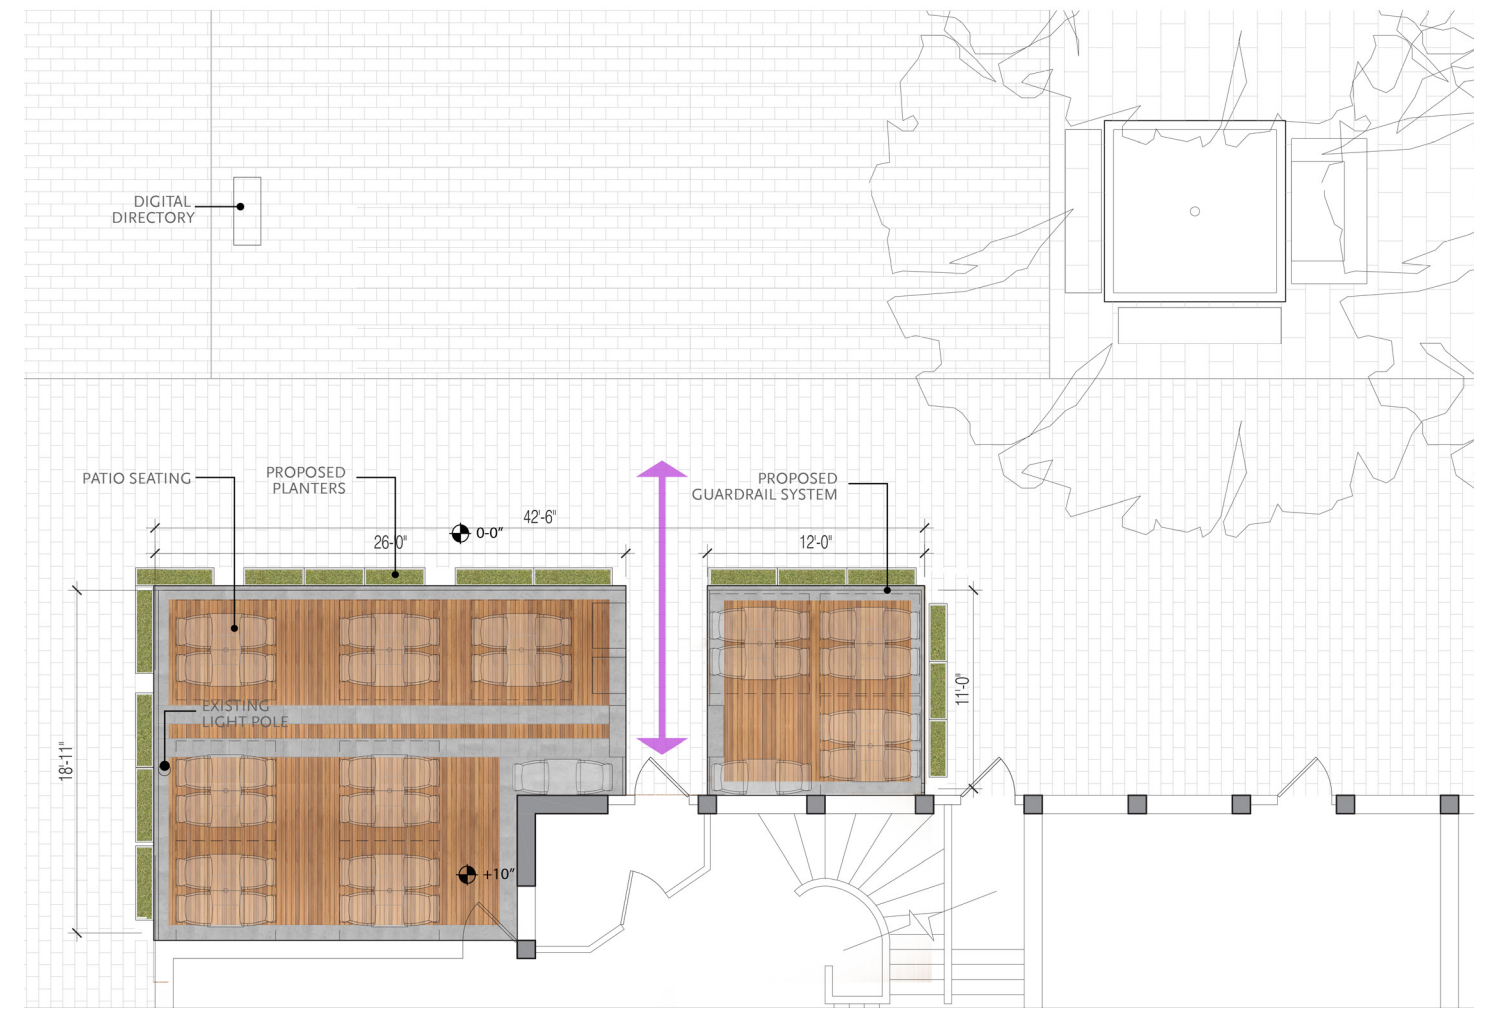 DIGITAL
DIRECTORY
PATIO SEATING
PROPOSED
PLANTERS
PROPOSED
GUARDRAIL SYSTEM
42'-6"
0-0"
26'-0"
12'-0"
EXISTING
LIGHT POLE
11'-0"
18'-11"
+10"